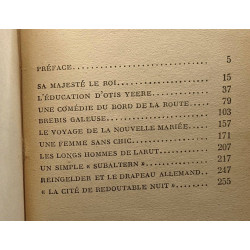 PRÉFACE . . . . . . . . . . . . . . 5
SA MAJESTÉ LE ROI . . . . . . . . . . 15
L'ÉDUCATION D'OTIS YEERE . . . . . . 37
UNE COMÉDIE DU BORD DE LA ROUTE . . . 79
BREBIS GALEUSE . . . . . . . . . . . 103
LE VOYAGE DE LA NOUVELLE MARIÉE . . . 157
UNE FEMME SANS CHIC . . . . . . . . . 171
LES LONGS HOMMES DE LARUT . . . . . . 207
UN SIMPLE « SUBALTERN » . . . . . . . 217
REINGELDER ET LE DRAPEAU ALLEMAND . . 247
« LA CITÉ DE REDOUTABLE NUIT » . . . . 255